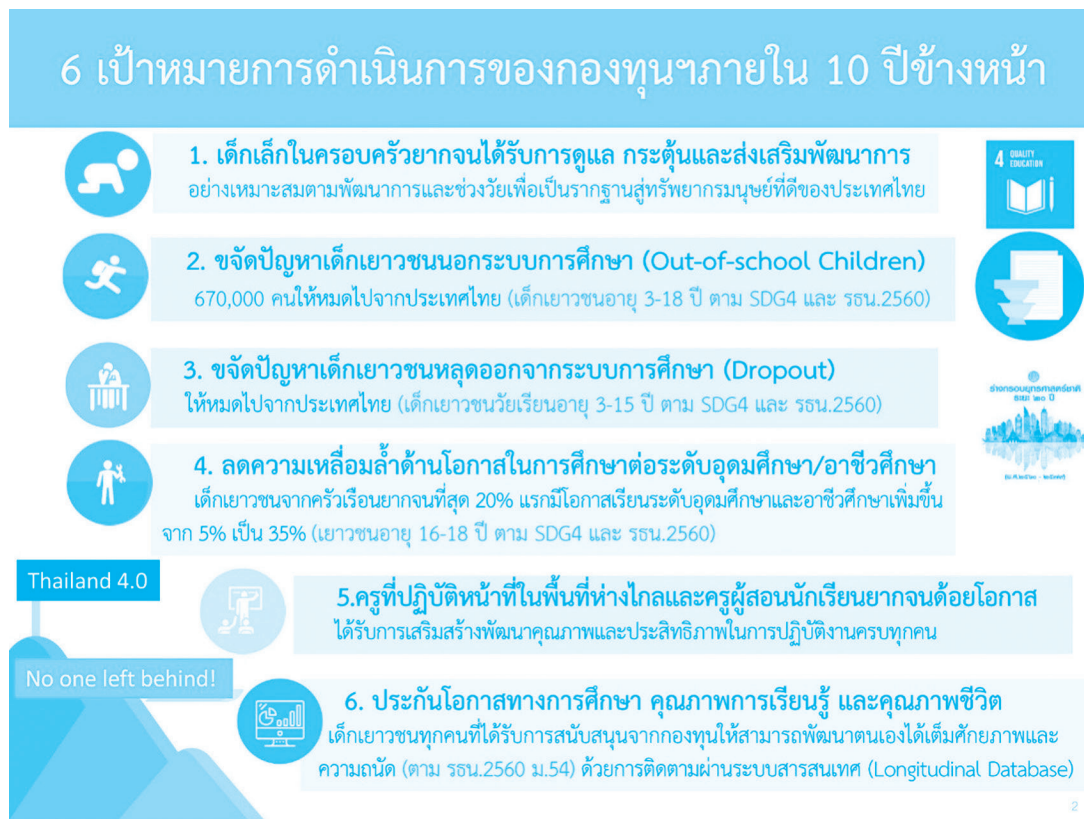 6 เป้าหมายการดำเนินการของกองทุนฯภายใน 10 ปีข้างหน้า
1. เด็กเล็กในครอบครัวยากจนได้รับการดูแล กระตุ้นและส่งเสริมพัฒนาการ
อย่างเหมาะสมตามพัฒนาการและช่วงวัยเพื่อเป็นรากฐานสู่ทรัพยากรมนุษย์ที่ดีของประเทศไทย
4 QUALITY
EDUCATION
2. ขจัดปัญหาเด็กเยาวชนนอกระบบการศึกษา (Out-of-school Children)
670,000 คนให้หมดไปจากประเทศไทย (เด็กเยาวชนอายุ 3-18 ปี ตาม SDG4 และ รธน.2560)
3. ขจัดปัญหาเด็กเยาวชนหลุดออกจากระบบการศึกษา (Dropout)
ให้หมดไปจากประเทศไทย (เด็กเยาวชนวัยเรียนอายุ 3-15 ปี ตาม SDG4 และ รธน.2560)
ร่างกรอบยุทธศาสตร์ชาติ
ระยะ ๒๐ ปี
4. ลดความเหลื่อมล้ำด้านโอกาสในการศึกษาต่อระดับอุดมศึกษา/อาชีวศึกษา
เด็กเยาวชนจากครัวเรือนยากจนที่สุด 20% แรกมีโอกาสเรียนระดับอุดมศึกษาและอาชีวศึกษาเพิ่มขึ้น
จาก 5% เป็น 35% (เยาวชนอายุ 16-18 ปี ตาม SDG4 และ รธน.2560)
Thailand 4.0
5.ครูที่ปฏิบัติหน้าที่ในพื้นที่ห่างไกลและครูผู้สอนนักเรียนยากจนด้อยโอกาส
ได้รับการเสริมสร้างพัฒนาคุณภาพและประสิทธิภาพในการปฏิบัติงานครบทุกคน
No one left behind!
6. ประกันโอกาสทางการศึกษา คุณภาพการเรียนรู้ และคุณภาพชีวิต
เด็กเยาวชนทุกคนที่ได้รับการสนับสนุนจากกองทุนให้สามารถพัฒนาตนเองได้เต็มศักยภาพและ
ความถนัด (ตาม รธน.2560 ม.54) ด้วยการติดตามผ่านระบบสารสนเทศ (Longitudinal Database)
2